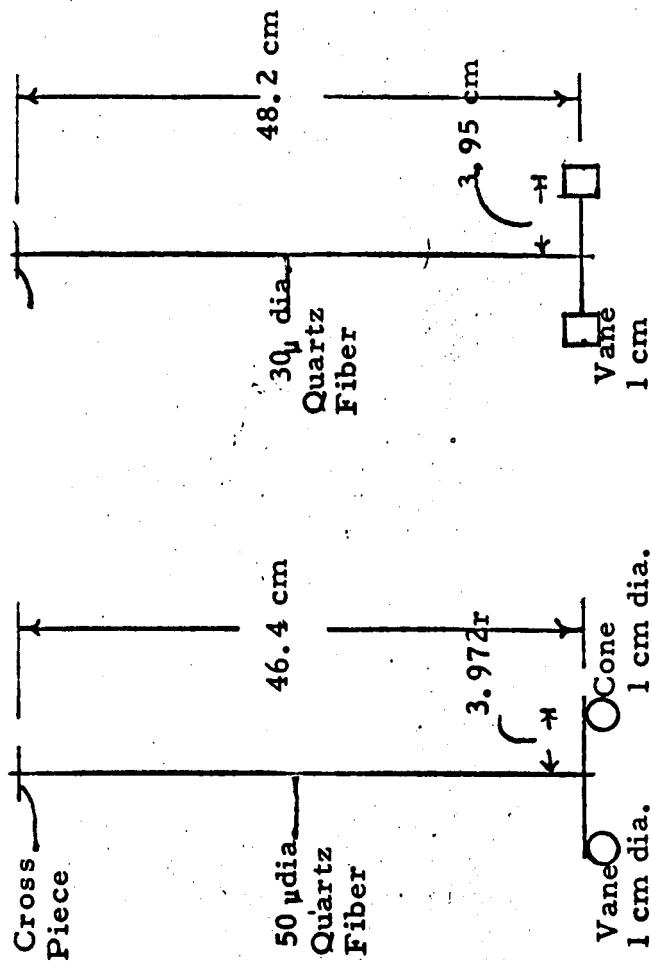 Cross
Piece
46.4 cm
50 µdia.
Quartz
Fiber
3.972r
Vane
1 cm dia.
Cone
1 cm dia.
48.2 cm
30µ dia.
Quartz
Fiber
3.95 cm
Vane
1 cm